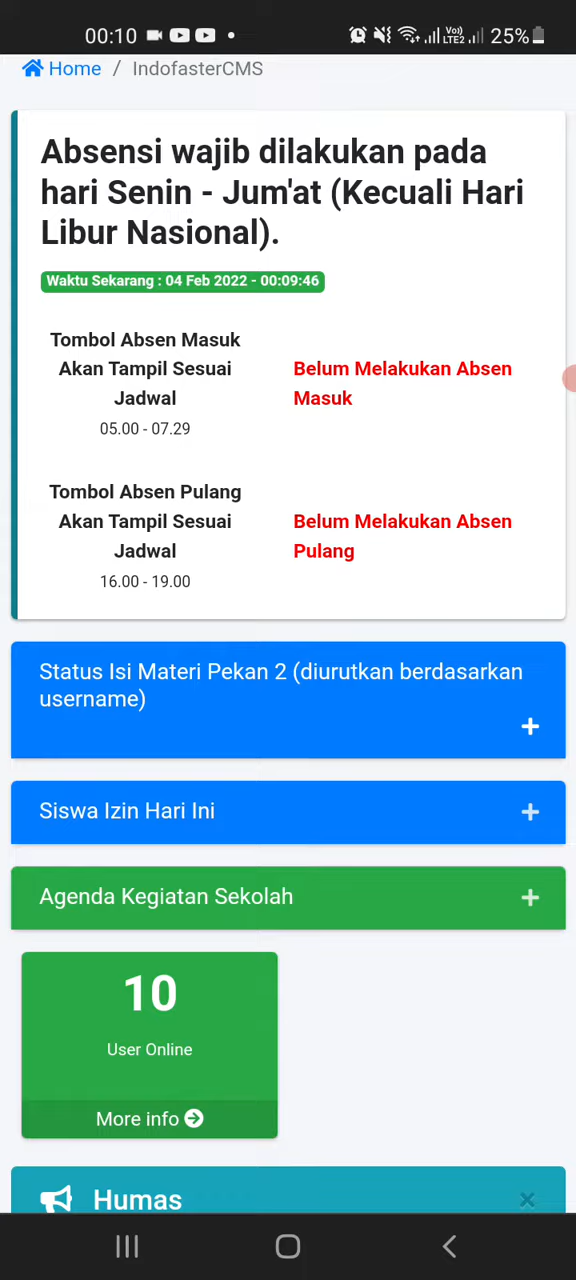 00:10
25%
Home / IndofasterCMS
Absensi wajib dilakukan pada
hari Senin - Jum'at (Kecuali Hari
Libur Nasional).
Waktu Sekarang : 04 Feb 2022 - 00:09:46
Tombol Absen Masuk
Akan Tampil Sesuai
Jadwal
05.00 - 07.29
Belum Melakukan Absen
Masuk
Tombol Absen Pulang
Akan Tampil Sesuai
Jadwal
16.00 - 19.00
Belum Melakukan Absen
Pulang
Status Isi Materi Pekan 2 (diurutkan berdasarkan
username)
Siswa Izin Hari Ini
Agenda Kegiatan Sekolah
10
User Online
More info
Humas